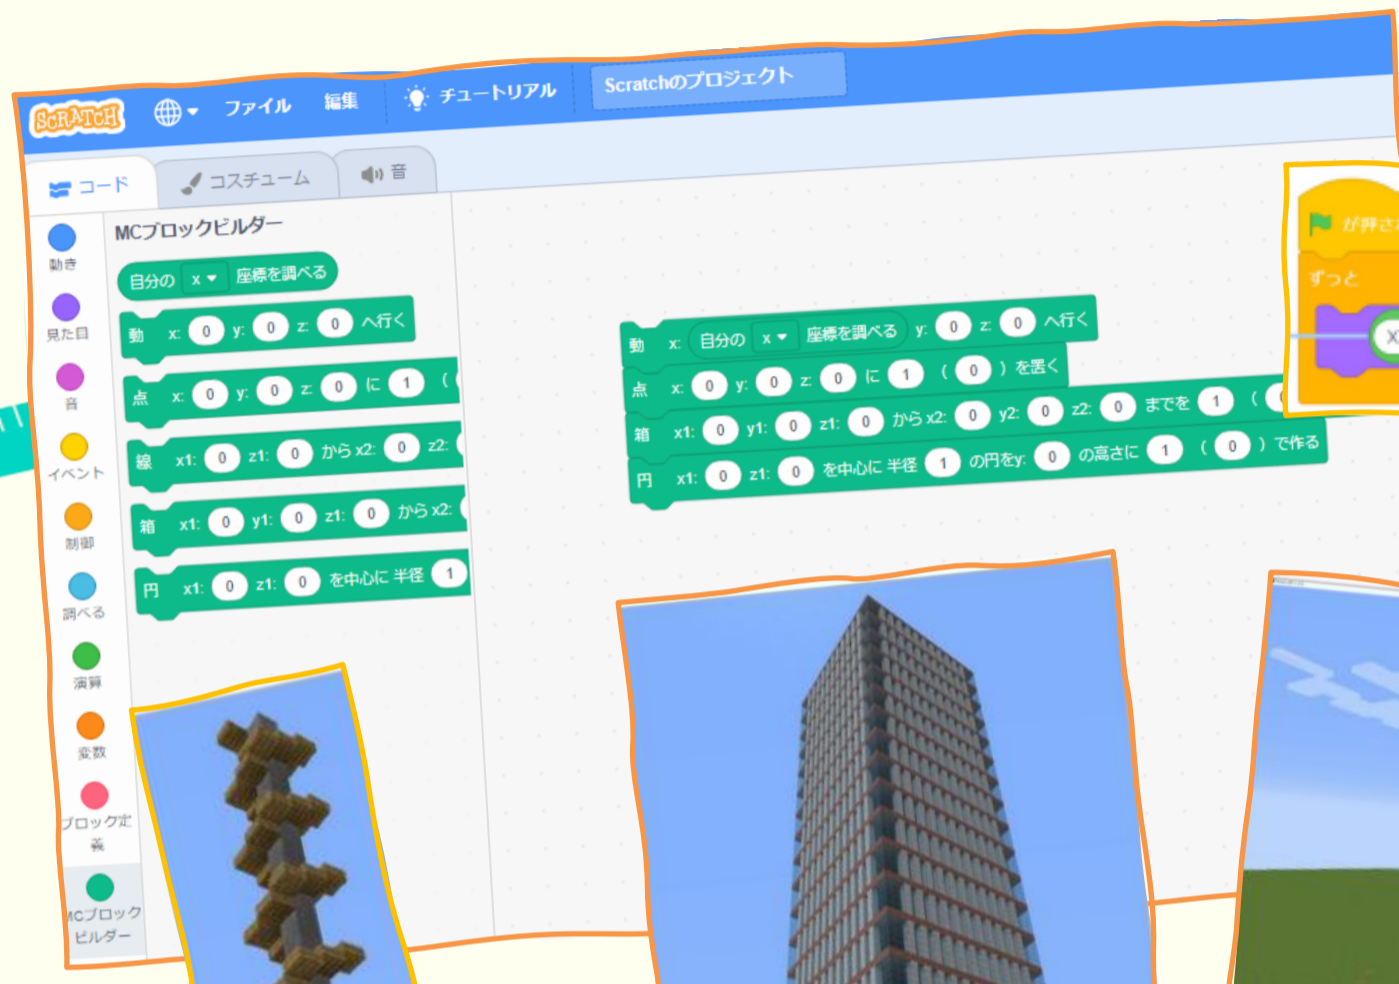 SCRATCH ファイル 編集 チュートリアル Scratchのプロジェクト
コード コスチューム 音
動き
見た目
音
イベント
制御
調べる
演算
変数
ブロック定
義
MCブロック
ビルダー
MCブロックビルダー
自分の x 座標を調べる
動 x: 0 y: 0 z: 0 へ行く
点 x: 0 y: 0 z: 0 に 1 (
線 x1: 0 z1: 0 から x2: 0 z2:
箱 x1: 0 y1: 0 z1: 0 から x2:
円 x1: 0 z1: 0 を中心に 半径 1
動 x: 自分の x 座標を調べる y: 0 z: 0 へ行く
点 x: 0 y: 0 z: 0 に 1 ( 0 ) を置く
箱 x1: 0 y1: 0 z1: 0 から x2: 0 y2: 0 z2: 0 までを 1 (
円 x1: 0 z1: 0 を中心に 半径 1 の円をy: 0 の高さに 1 ( 0 ) で作る
が押さ
ずっと
x